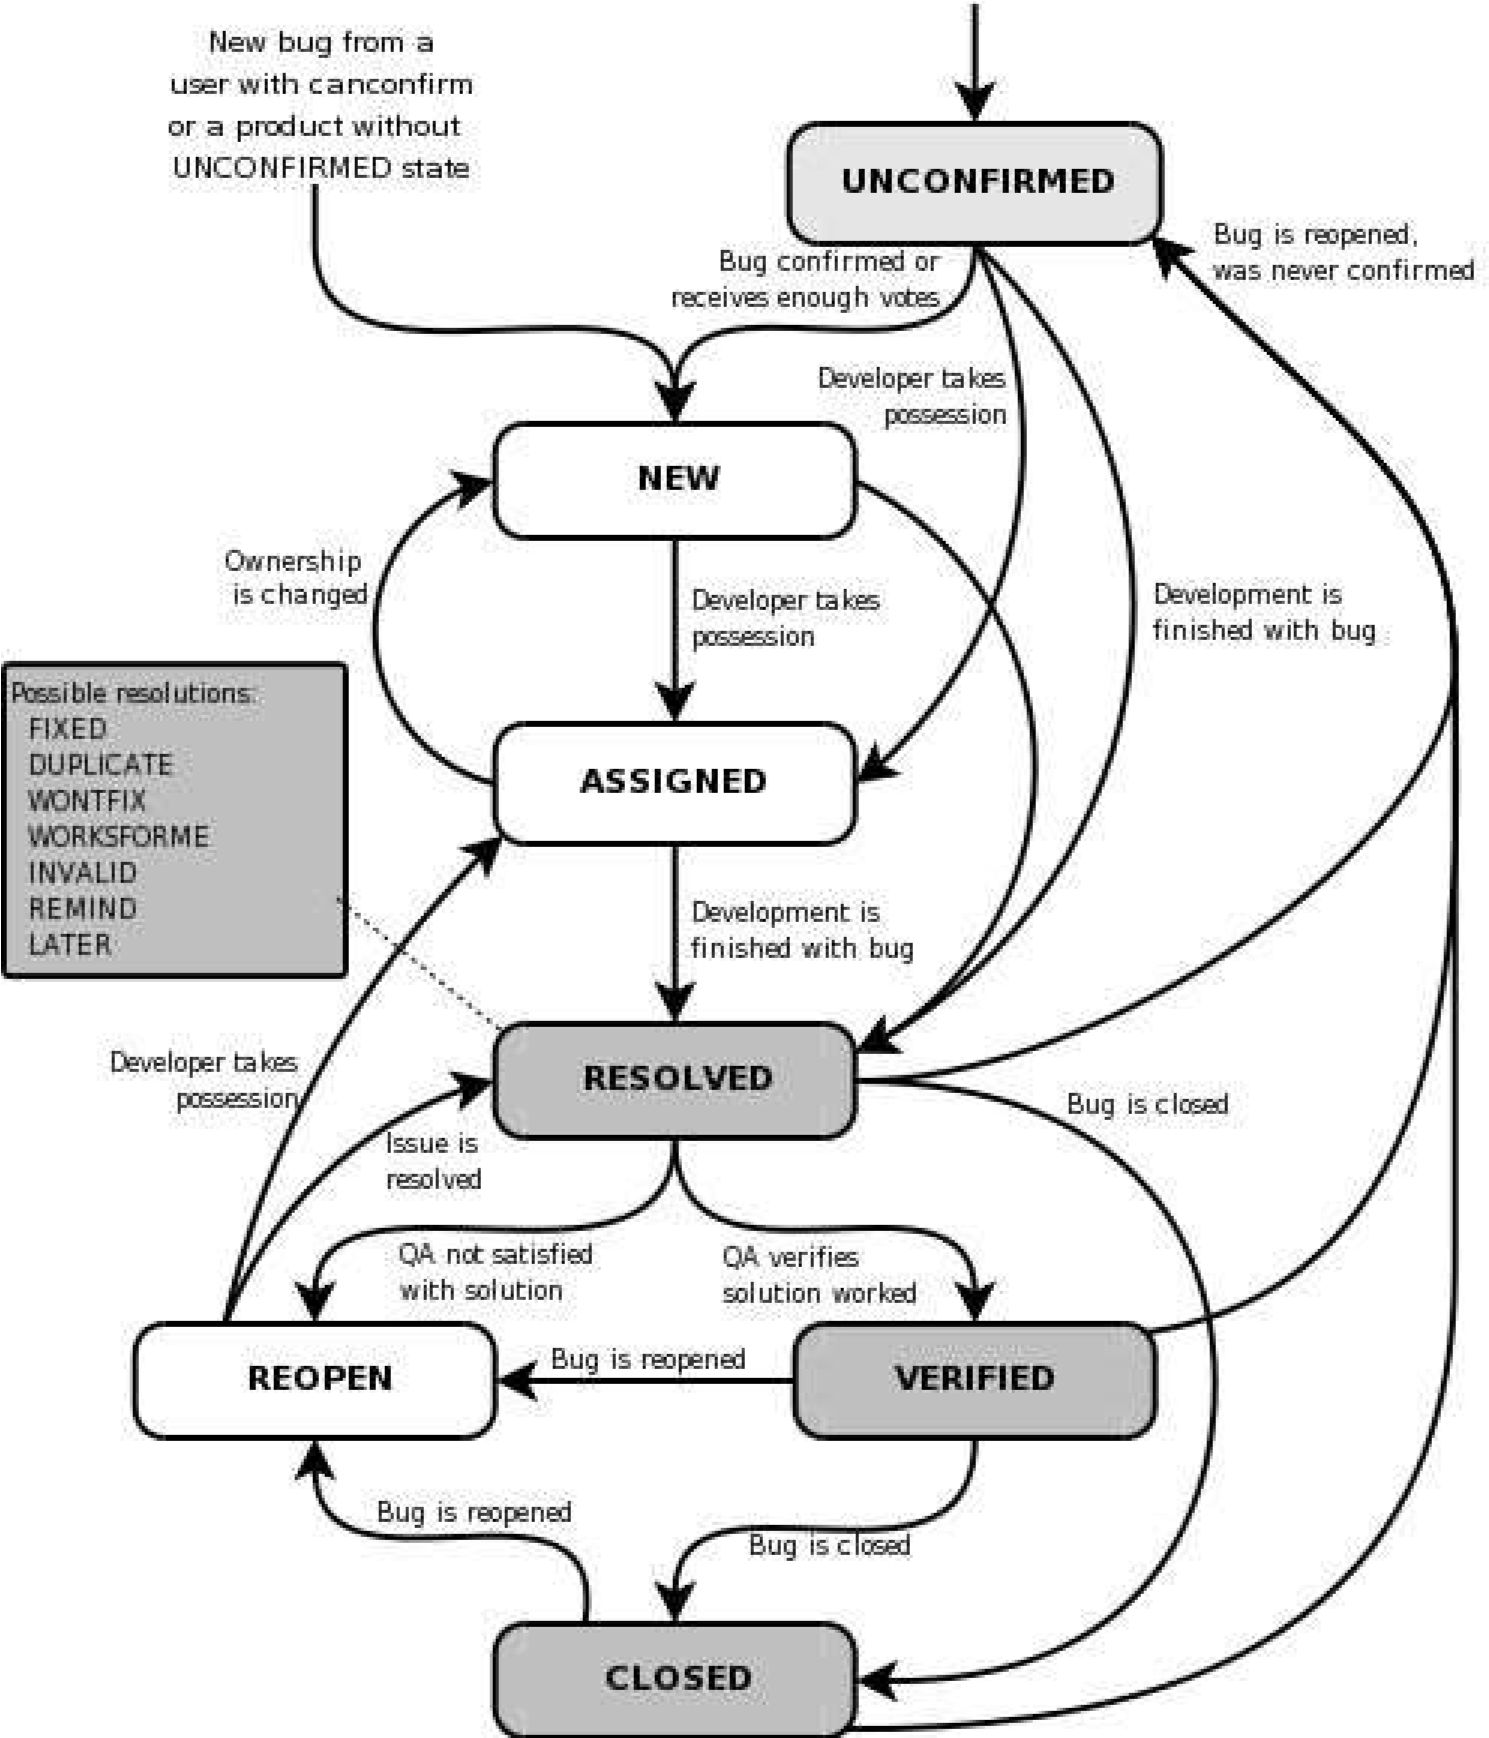 New bug from a
user with canconfirm
or a product without
UNCONFIRMED state
UNCONFIRMED
Bug is reopened,
was never confirmed
Bug confirmed or
receives enough votes
Developer takes
possession
NEW
Ownership
is changed
Developer takes
possession
Development is
finished with bug
Possible resolutions:
FIXED
DUPLICATE
WONTFIX
WORKSFORME
INVALID
REMIND
LATER
ASSIGNED
Development is
finished with bug
Developer takes
possession
RESOLVED
Bug is closed
Issue is
resolved
QA not satisfied
with solution
QA verifies
solution worked
REOPEN
Bug is reopened
VERIFIED
Bug is reopened
Bug is closed
CLOSED